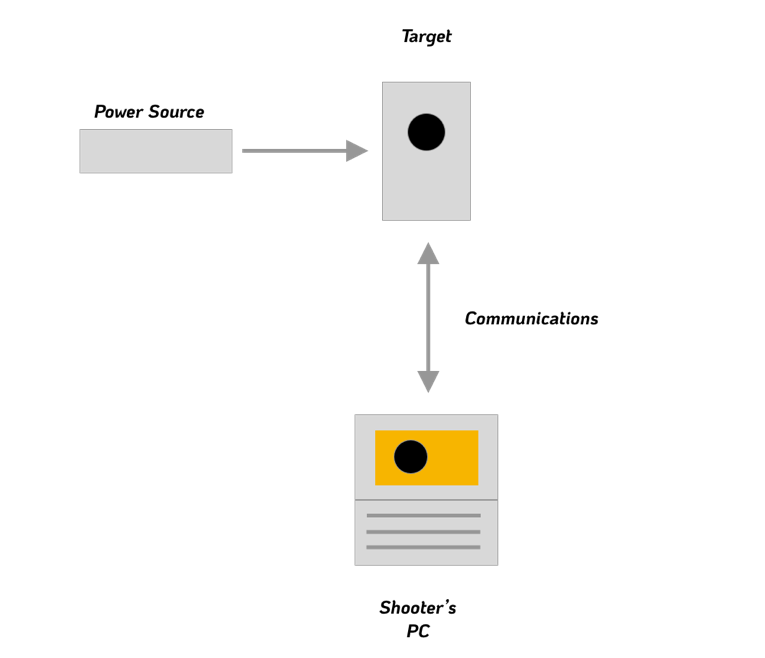 Target
Power Source
Communications
Shooter’s
PC